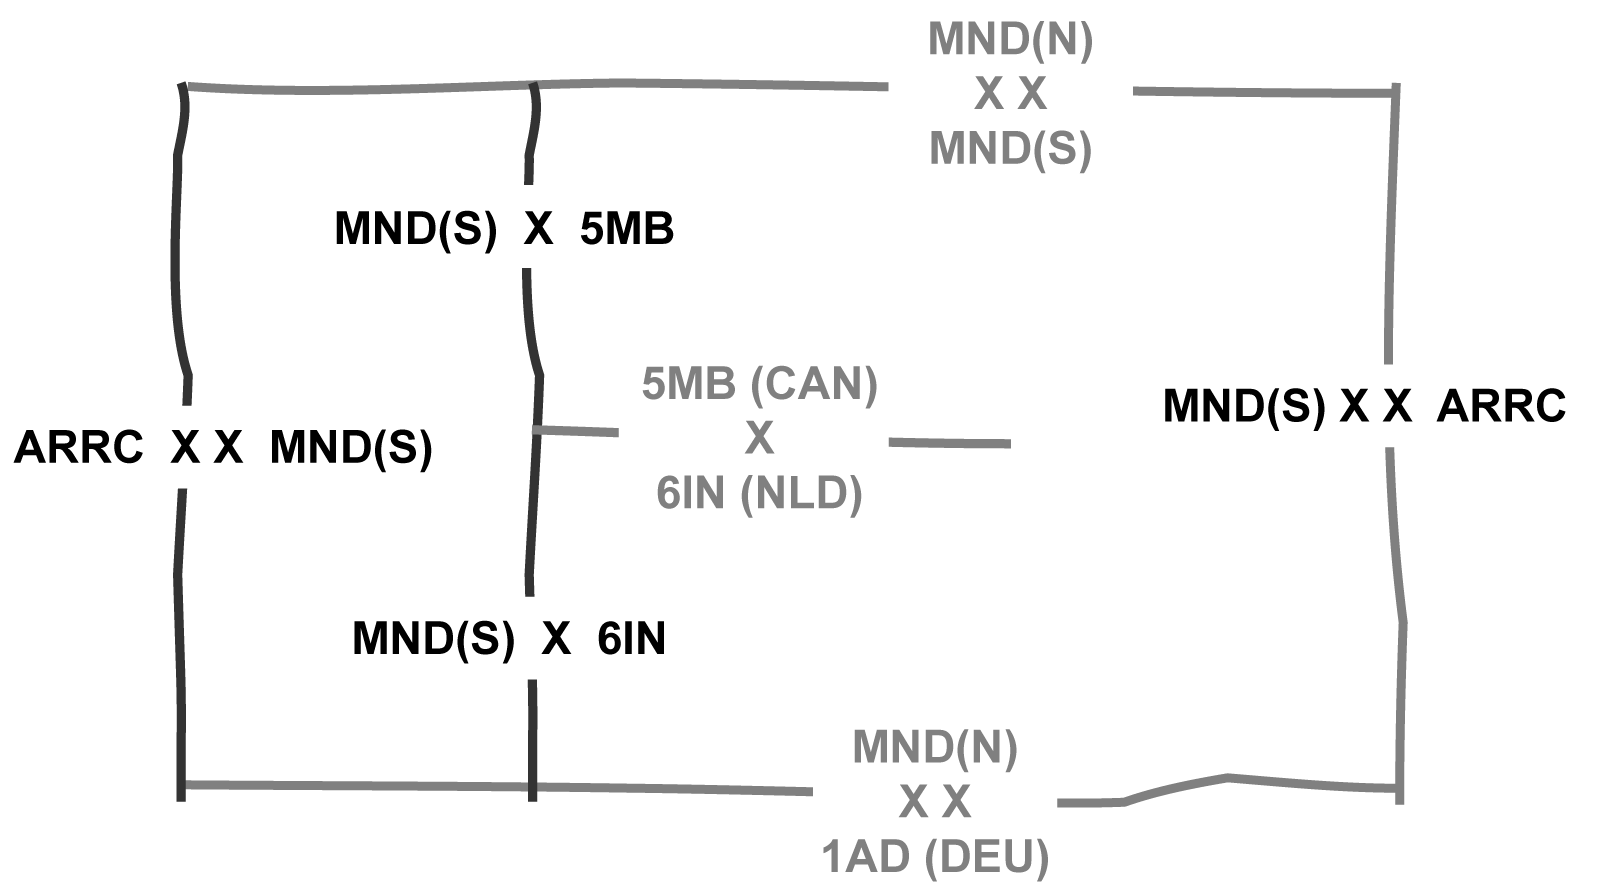 MND(N)
X X
MND(S)
MND(S) X 5MB
5MB (CAN)
X
6IN (NLD)
MND(S) X X ARRC
ARRC X X MND(S)
MND(S) X 6IN
MND(N)
X X
1AD (DEU)